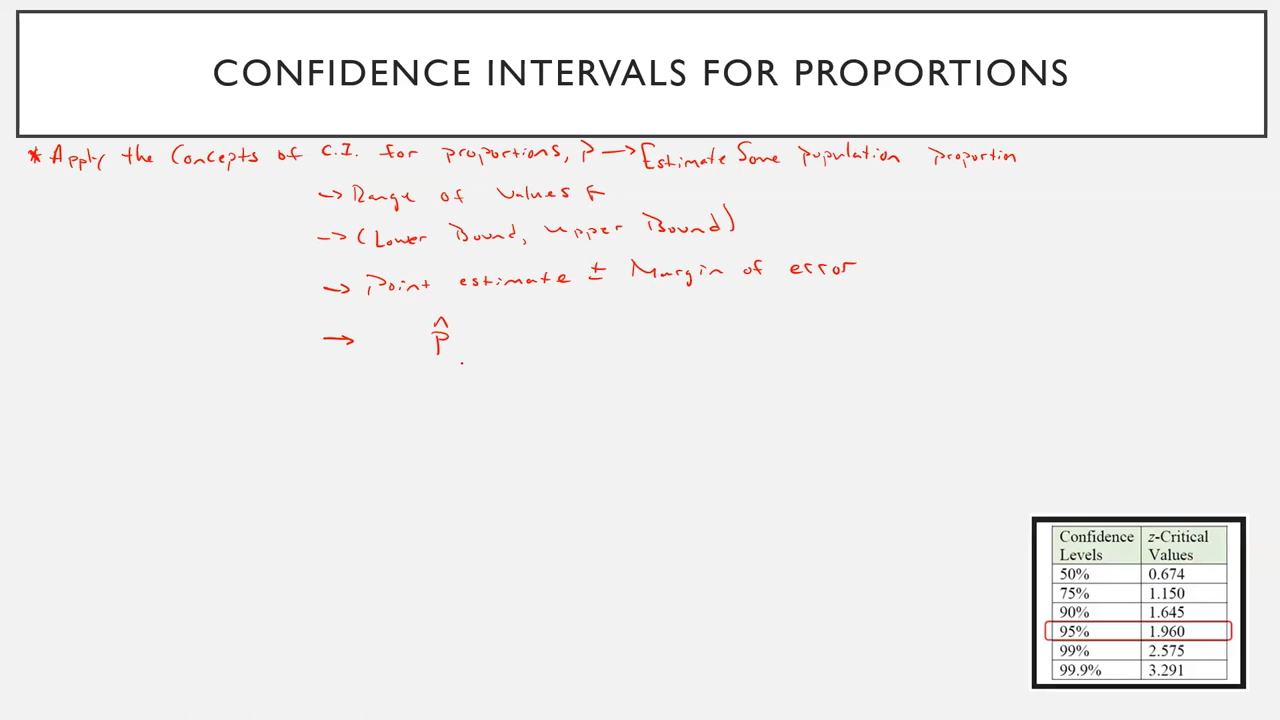 CONFIDENCE INTERVALS FOR PROPORTIONS
* Apply the Concepts of C.I. for proportions, P → Estimate Some population proportion
→ Range of Values ←
→ (Lower Bound, Upper Bound)
→ Point estimate ± Margin of error
→ p̂
Confidence Levels z-Critical Values
50% 0.674
75% 1.150
90% 1.645
95% 1.960
99% 2.575
99.9% 3.291